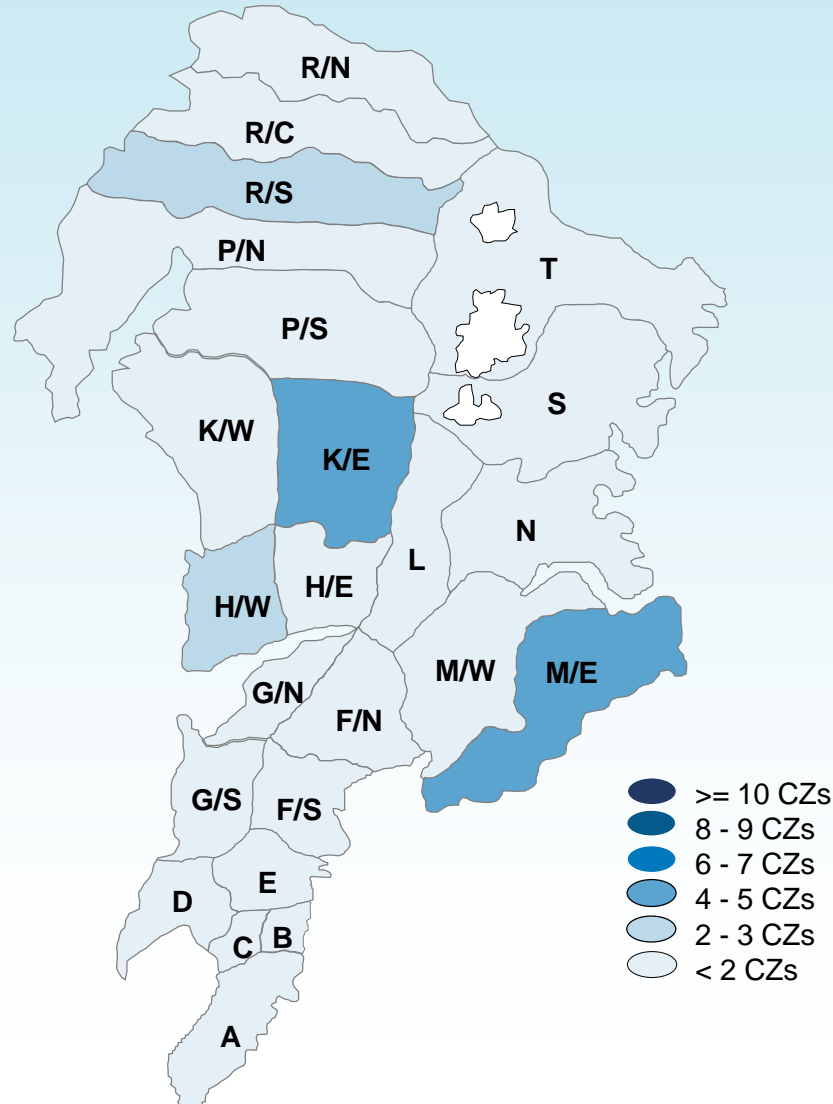 R/N
R/C
R/S
P/N
T
P/S
S
K/W
K/E
N
L
H/E
H/W
M/W
M/E
G/N
F/N
G/S
F/S
E
D
B
C
A
>= 10 CZs
8 - 9 CZs
6 - 7 CZs
4 - 5 CZs
2 - 3 CZs
< 2 CZs